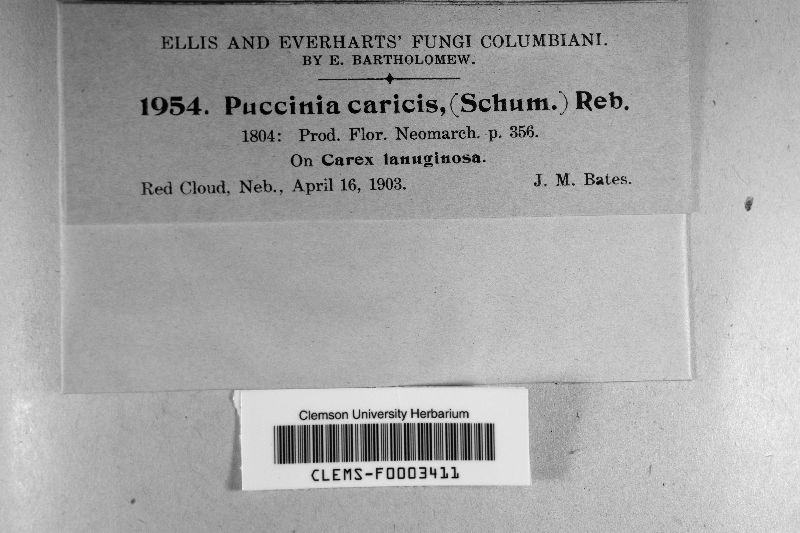 ELLIS AND EVERHARTS' FUNGI COLUMBIANI.
BY E. BARTHOLOMEW.
1954. Puccinia caricis, (Schum.) Reb.
1804: Prod. Flor. Neomarch. p. 356.
On Carex lanuginosa.
Red Cloud, Neb., April 16, 1903. J. M. Bates.
Clemson University Herbarium
CLEMS-F0003411